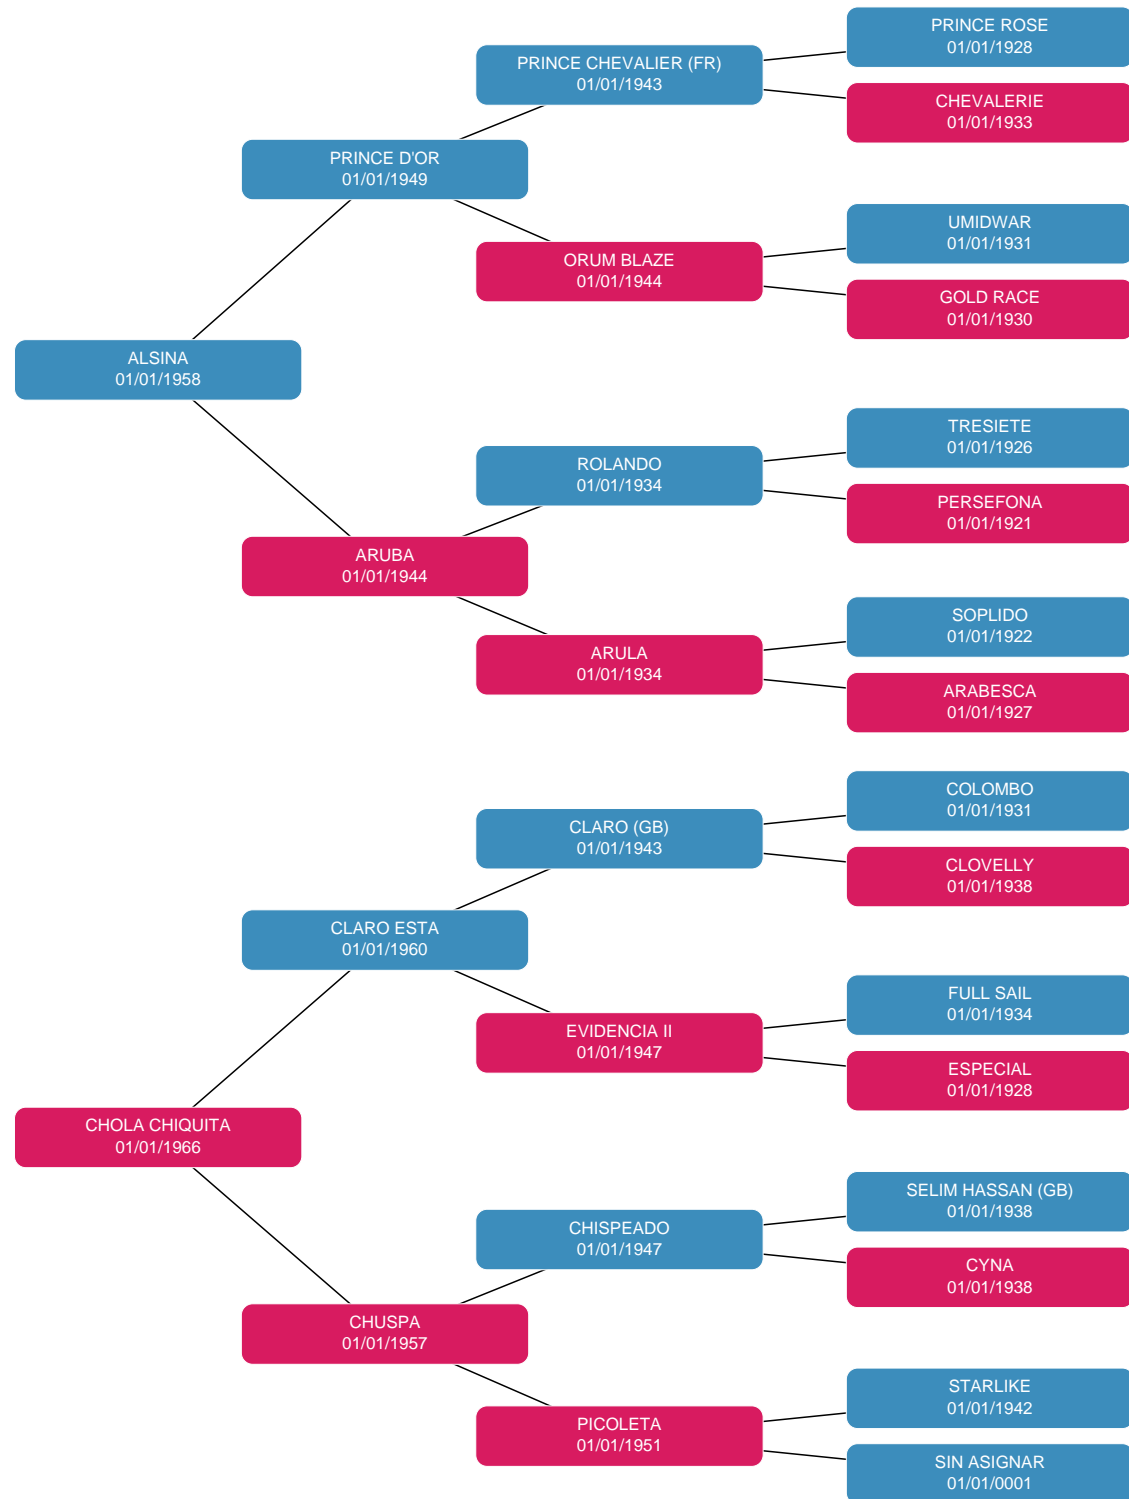 PRINCE ROSE
01/01/1928
PRINCE CHEVALIER (FR)
01/01/1943
CHEVALERIE
01/01/1933
PRINCE D'OR
01/01/1949
UMIDWAR
01/01/1931
ORUM BLAZE
01/01/1944
GOLD RACE
01/01/1930
ALSINA
01/01/1958
TRESIETE
01/01/1926
ROLANDO
01/01/1934
PERSEFONA
01/01/1921
ARUBA
01/01/1944
SOPLIDO
01/01/1922
ARULA
01/01/1934
ARABESCA
01/01/1927
COLOMBO
01/01/1931
CLARO (GB)
01/01/1943
CLOVELLY
01/01/1938
CLARO ESTA
01/01/1960
FULL SAIL
01/01/1934
EVIDENCIA II
01/01/1947
ESPECIAL
01/01/1928
CHOLA CHIQUITA
01/01/1966
SELIM HASSAN (GB)
01/01/1938
CHISPEADO
01/01/1947
CYNA
01/01/1938
CHUSPA
01/01/1957
STARLIKE
01/01/1942
PICOLETA
01/01/1951
SIN ASIGNAR
01/01/0001